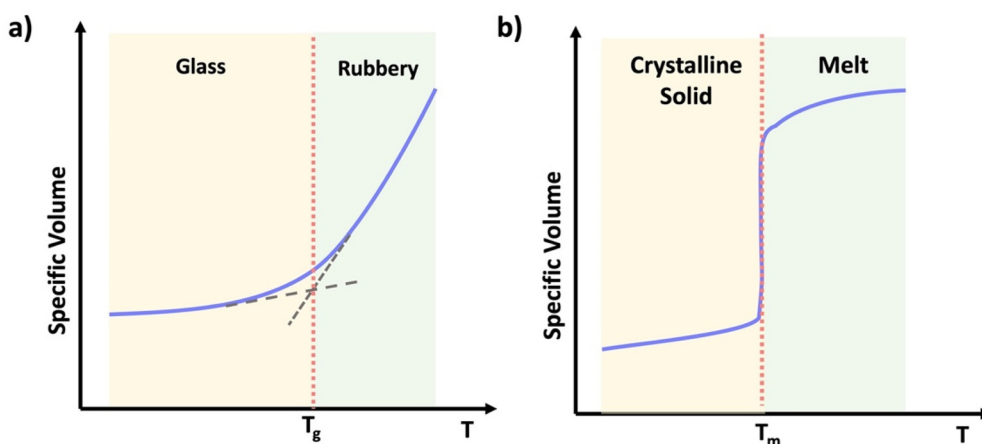 a)
Glass
Rubbery
Specific Volume
Tg
T
b)
Crystalline
Solid
Melt
Specific Volume
Tm
T